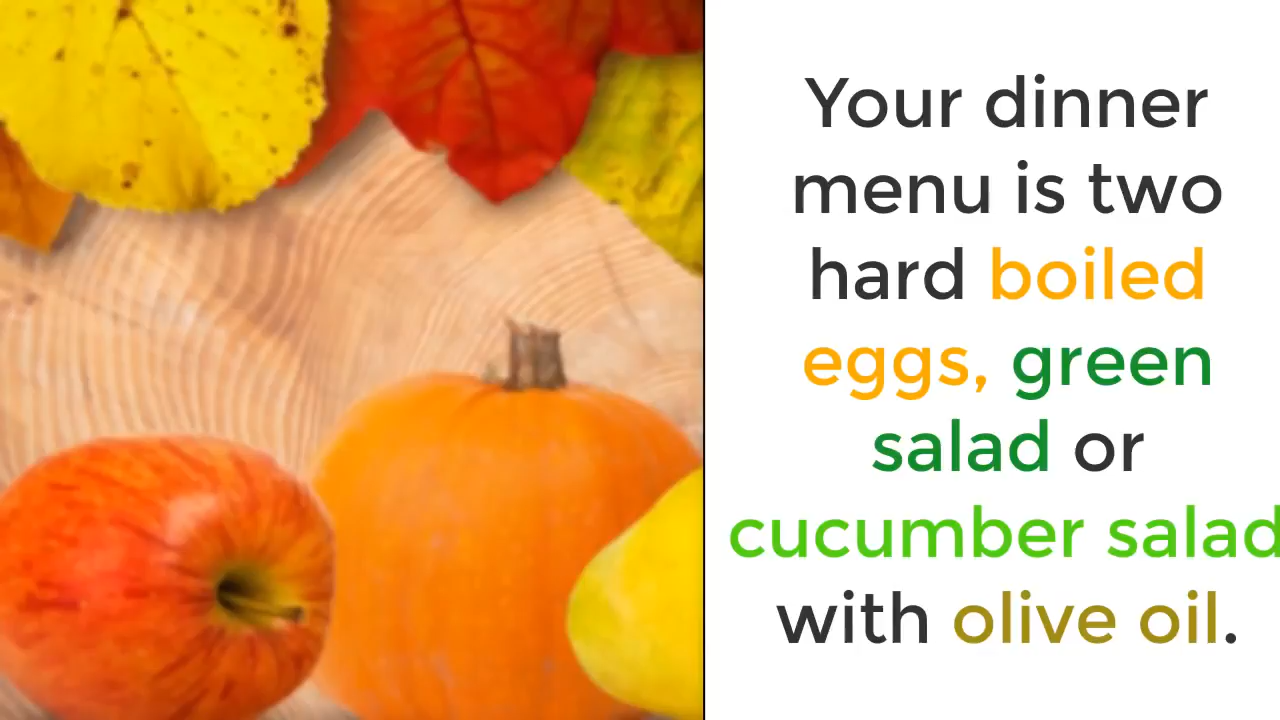 Your dinner
menu is two
hard boiled
eggs, green
salad or
cucumber salad
with olive oil.